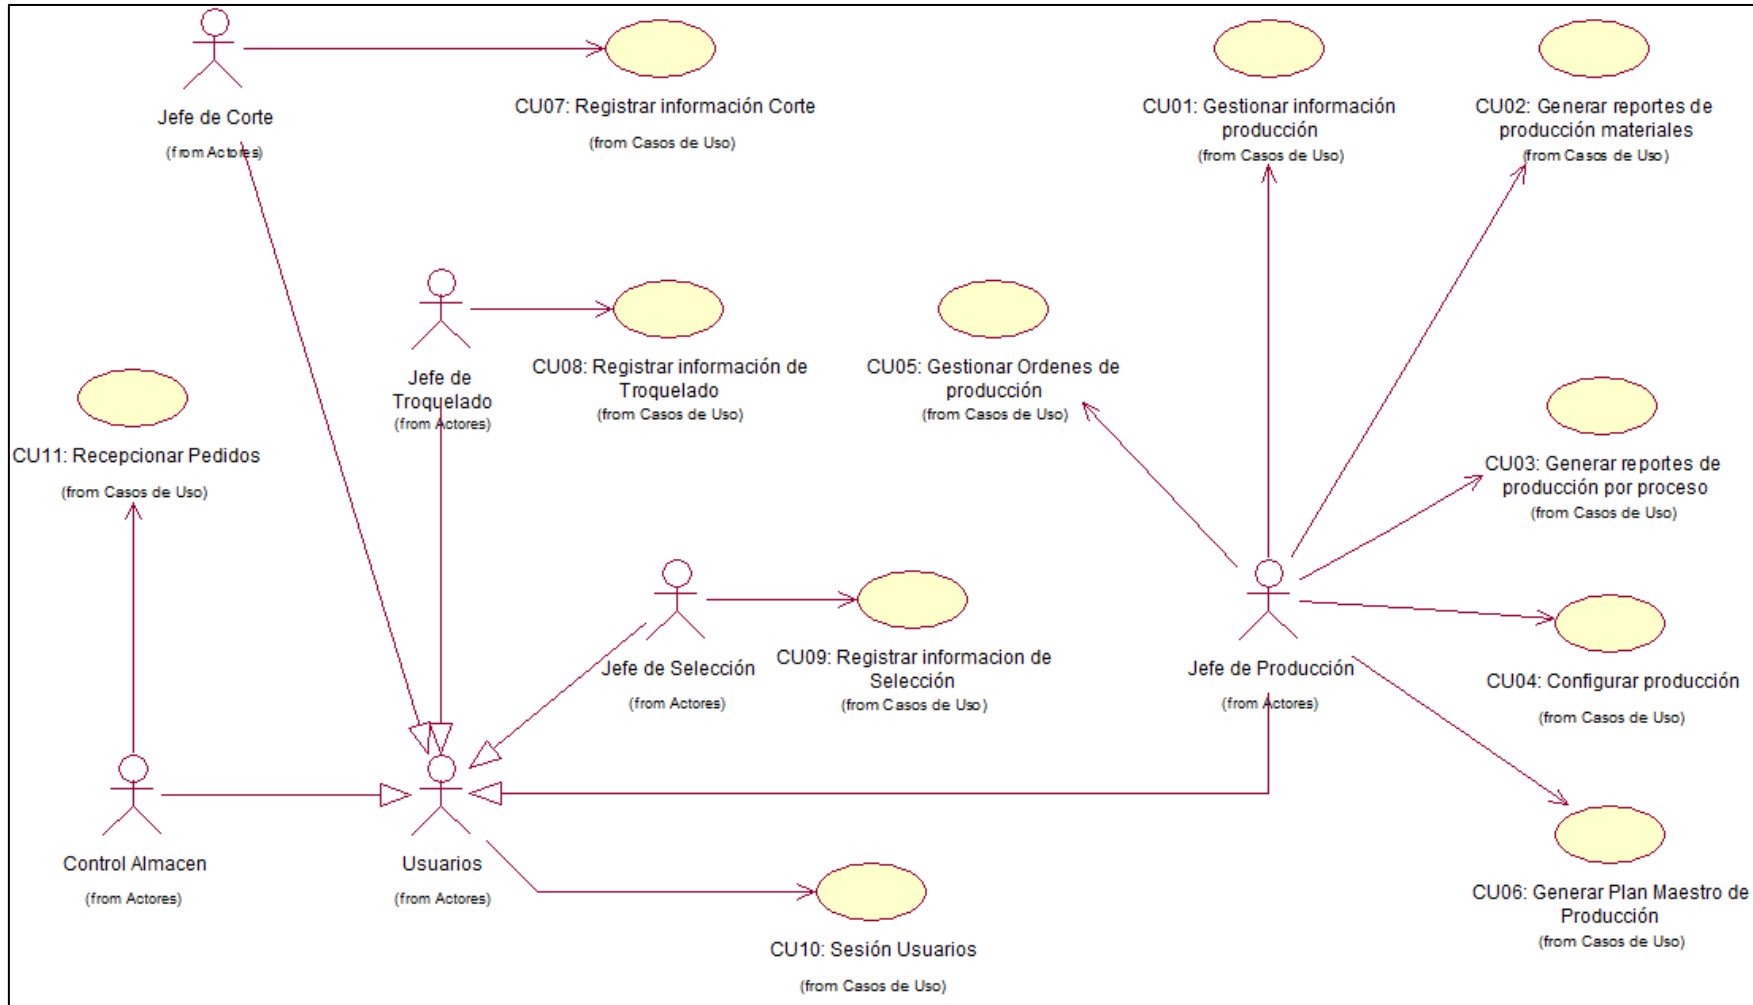 Jefe de Corte
(from Actores)
CU07: Registrar información Corte
(from Casos de Uso)
CU01: Gestionar información
producción
(from Casos de Uso)
CU02: Generar reportes de
producción materiales
(from Casos de Uso)
Jefe de
Troquelado
(from Actores)
CU08: Registrar información de
Troquelado
(from Casos de Uso)
CU05: Gestionar Ordenes de
producción
(from Casos de Uso)
CU11: Recepcionar Pedidos
(from Casos de Uso)
CU03: Generar reportes de
producción por proceso
(from Casos de Uso)
Jefe de Selección
(from Actores)
CU09: Registrar informacion de
Selección
(from Casos de Uso)
Jefe de Producción
(from Actores)
CU04: Configurar producción
(from Casos de Uso)
Control Almacen
(from Actores)
Usuarios
(from Actores)
CU06: Generar Plan Maestro de
Producción
(from Casos de Uso)
CU10: Sesión Usuarios
(from Casos de Uso)